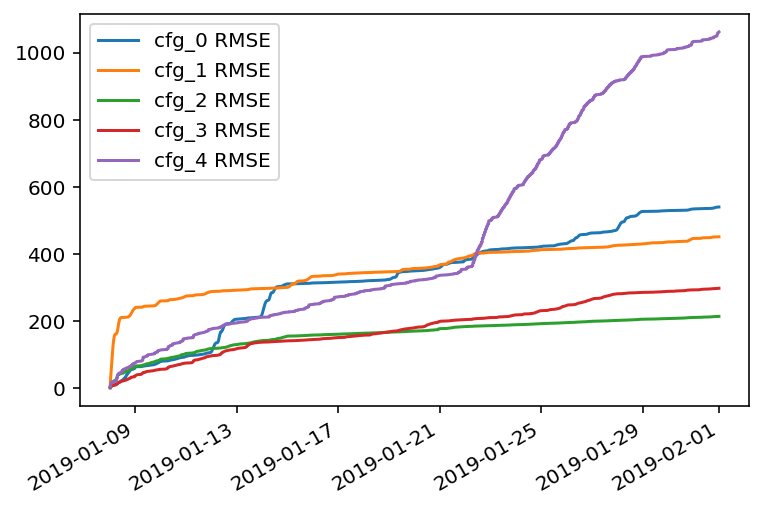 cfg_0 RMSE
cfg_1 RMSE
cfg_2 RMSE
cfg_3 RMSE
cfg_4 RMSE
1000
800
600
400
200
0
2019-01-09
2019-01-13
2019-01-17
2019-01-21
2019-01-25
2019-01-29
2019-02-01